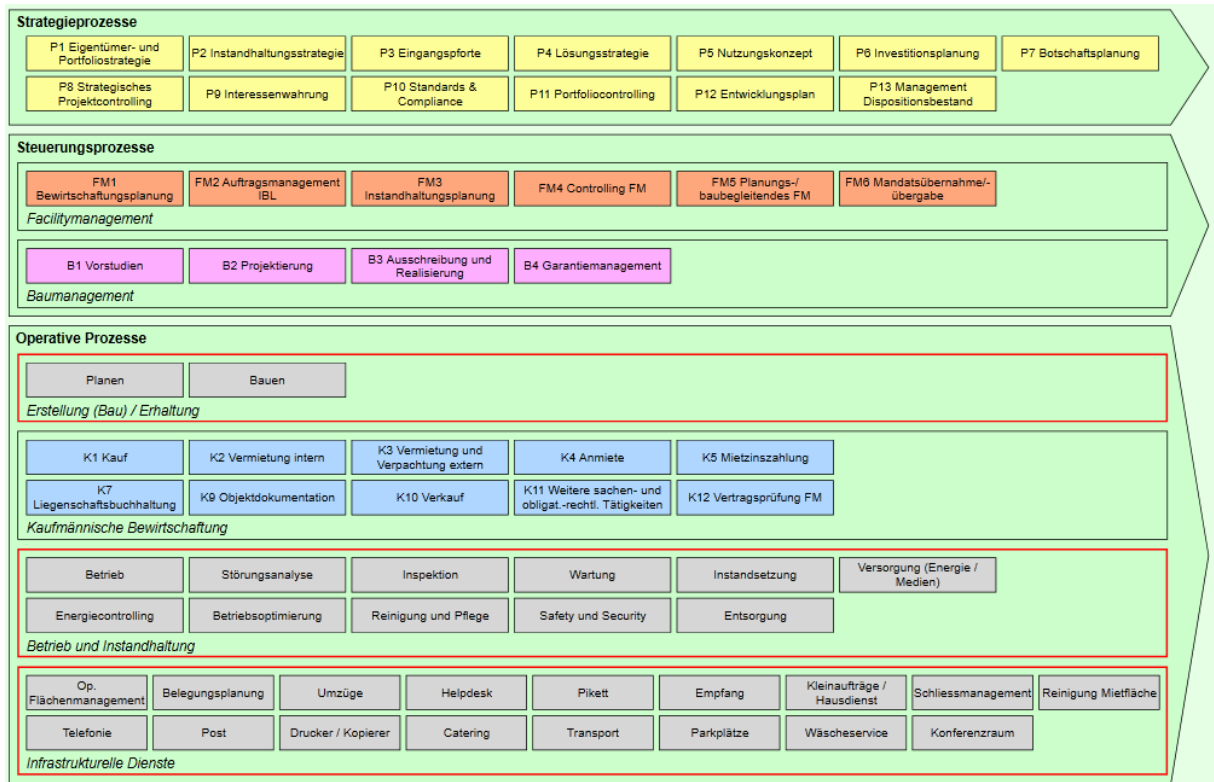 Strategieprozesse
P1 Eigentümer- und
Portfoliostrategie
P2 Instandhaltungsstrategie
P3 Eingangspforte
P4 Lösungsstrategie
P5 Nutzungskonzept
P6 Investitionsplanung
P7 Botschaftsplanung
P8 Strategisches
Projektcontrolling
P9 Interessenwahrung
P10 Standards &
Compliance
P11 Portfoliocontrolling
P12 Entwicklungsplan
P13 Management
Dispositionsbestand
Steuerungsprozesse
FM1
Bewirtschaftungsplanung
FM2 Auftragsmanagement
IBL
FM3
Instandhaltungsplanung
FM4 Controlling FM
FM5 Planungs-/
baubegleitendes FM
FM6 Mandatsübernahme/-
übergabe
Facilitymanagement
B1 Vorstudien
B2 Projektierung
B3 Ausschreibung und
Realisierung
B4 Garantiemanagement
Baumanagement
Operative Prozesse
Planen
Bauen
Erstellung (Bau) / Erhaltung
K1 Kauf
K2 Vermietung intern
K3 Vermietung und
Verpachtung extern
K4 Anmiete
K5 Mietzinszahlung
K7
Liegenschaftsbuchhaltung
K9 Objektdokumentation
K10 Verkauf
K11 Weitere sachen- und
obligat.-rechtl. Tätigkeiten
K12 Vertragsprüfung FM
Kaufmännische Bewirtschaftung
Betrieb
Störungsanalyse
Inspektion
Wartung
Instandsetzung
Versorgung (Energie /
Medien)
Energiecontrolling
Betriebsoptimierung
Reinigung und Pflege
Safety und Security
Entsorgung
Betrieb und Instandhaltung
Op.
Flächenmanagement
Belegungsplanung
Umzüge
Helpdesk
Pikett
Empfang
Kleinaufträge /
Hausdienst
Schliessmanagement
Reinigung Mietfläche
Telefonie
Post
Drucker / Kopierer
Catering
Transport
Parkplätze
Wäscheservice
Konferenzraum
Infrastrukturelle Dienste